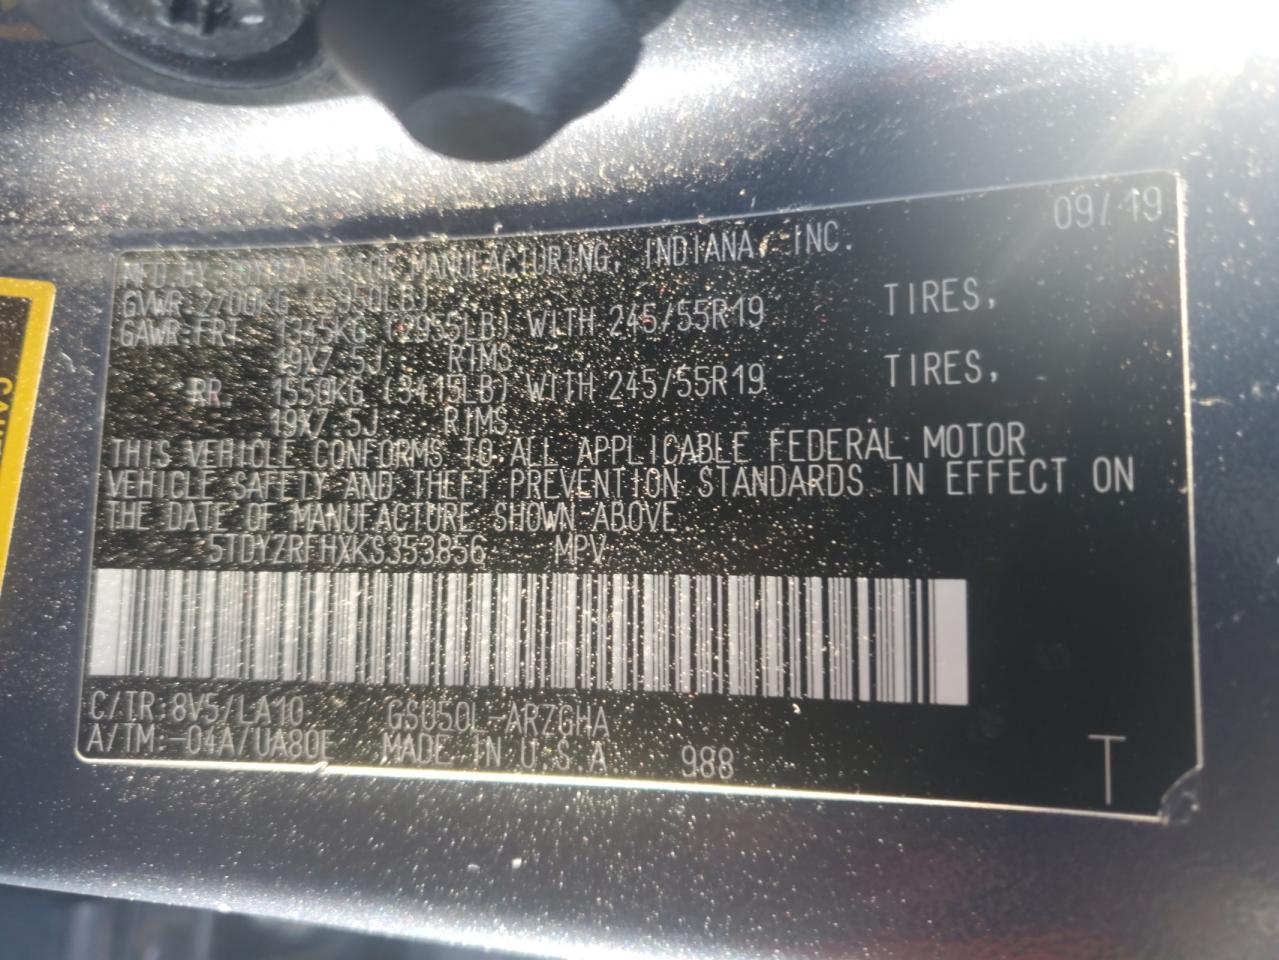 09/19
MFD BY TOYOTA MOTOR MANUFACTURING, INDIANA, INC.
GVWR 2700KG (5950LB)
GAWR:FRT 1345KG (2955LB) WITH 245/55R19 TIRES,
19X7.5J RIMS
RR. 1550KG (3415LB) WITH 245/55R19 TIRES,
19X7.5J RIMS.
THIS VEHICLE CONFORMS TO ALL APPLICABLE FEDERAL MOTOR
VEHICLE SAFETY AND THEFT PREVENTION STANDARDS IN EFFECT ON
THE DATE OF MANUFACTURE SHOWN ABOVE.
5TDYZRFHXKS353856 MPV
C/TR:8V5/LA10 GSU50L-ARZGHA
A/TM:-04A/UA80E MADE IN U.S.A 988
T